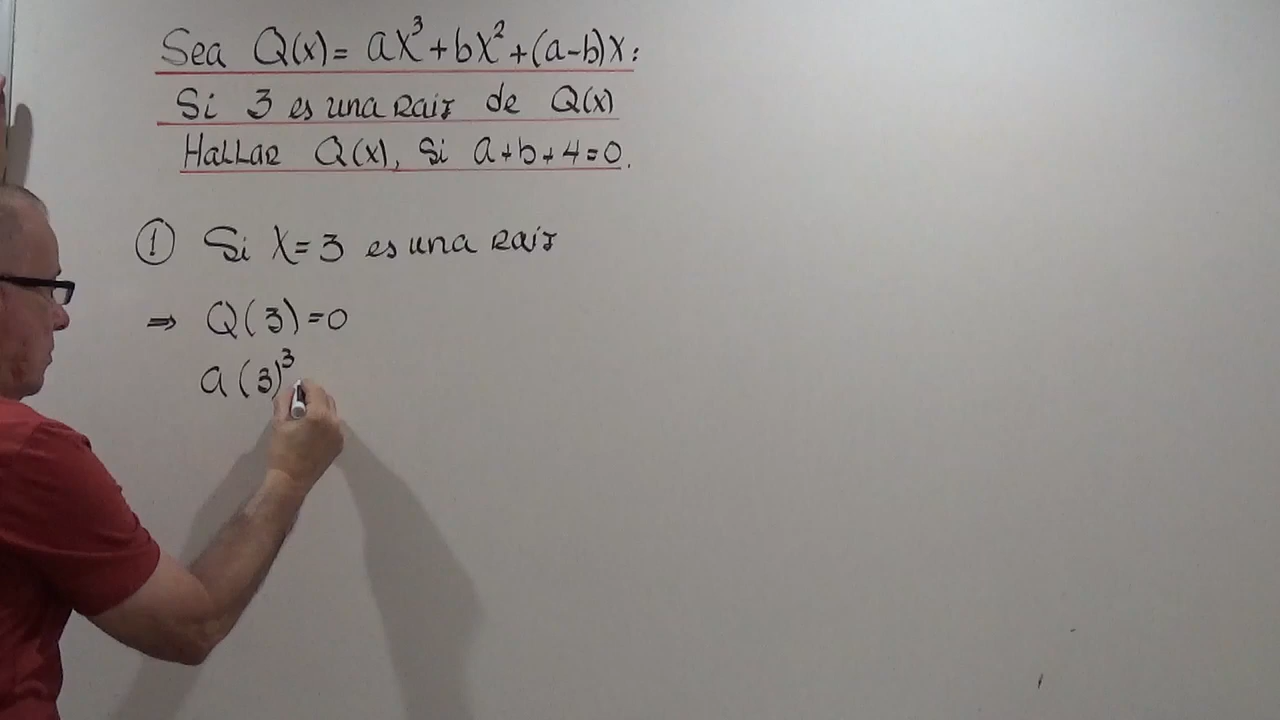 Sea Q(x) = ax³ + bx² + (a-b)x :
Si 3 es una raiz de Q(x)
Hallar Q(x), Si a+b+4=0.
① Si x=3 es una raiz
⇒ Q(3)=0
a(3)³